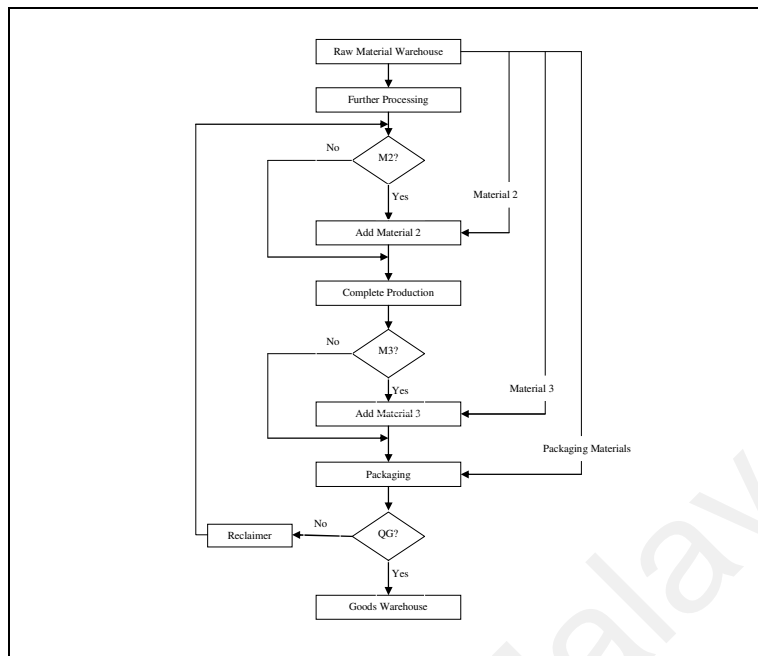 Raw Material Warehouse
Further Processing
No
M2?
Yes
Material 2
Add Material 2
Complete Production
No
M3?
Yes
Material 3
Add Material 3
Packaging Materials
Packaging
No
QG?
Reclaimer
Yes
Goods Warehouse